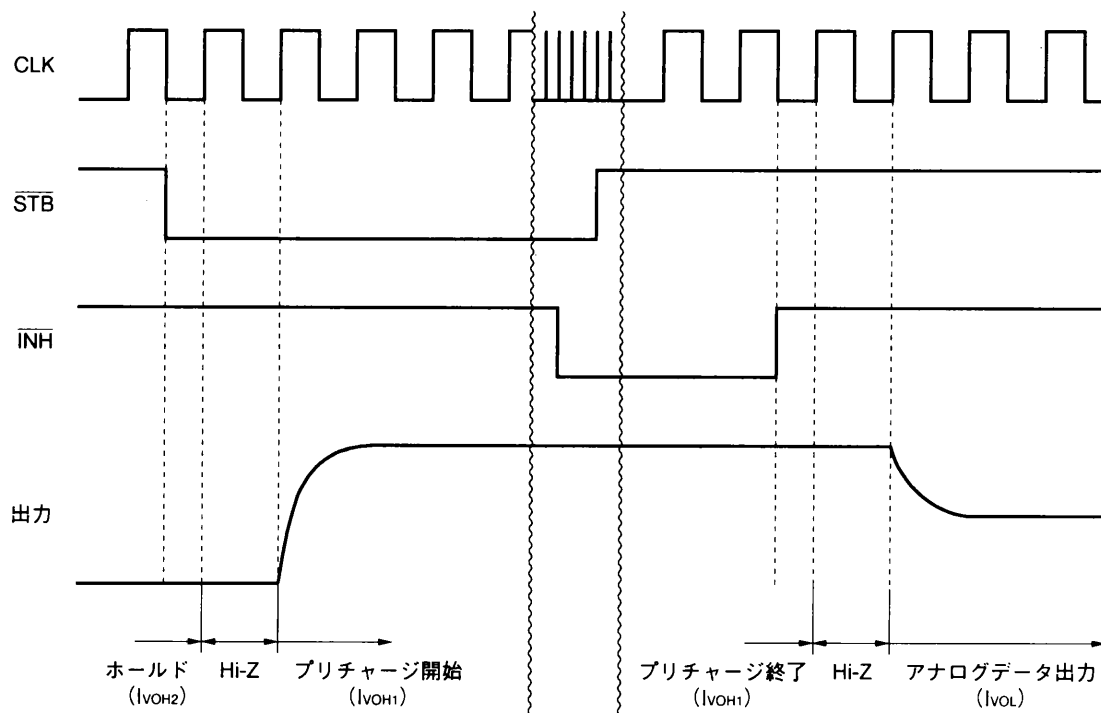 CLK
STB
INH
出力
ホールド Hi-Z プリチャージ開始 プリチャージ終了 Hi-Z アナログデータ出力
(IVOH2) (IVOH1) (IVOH1) (IVOL)